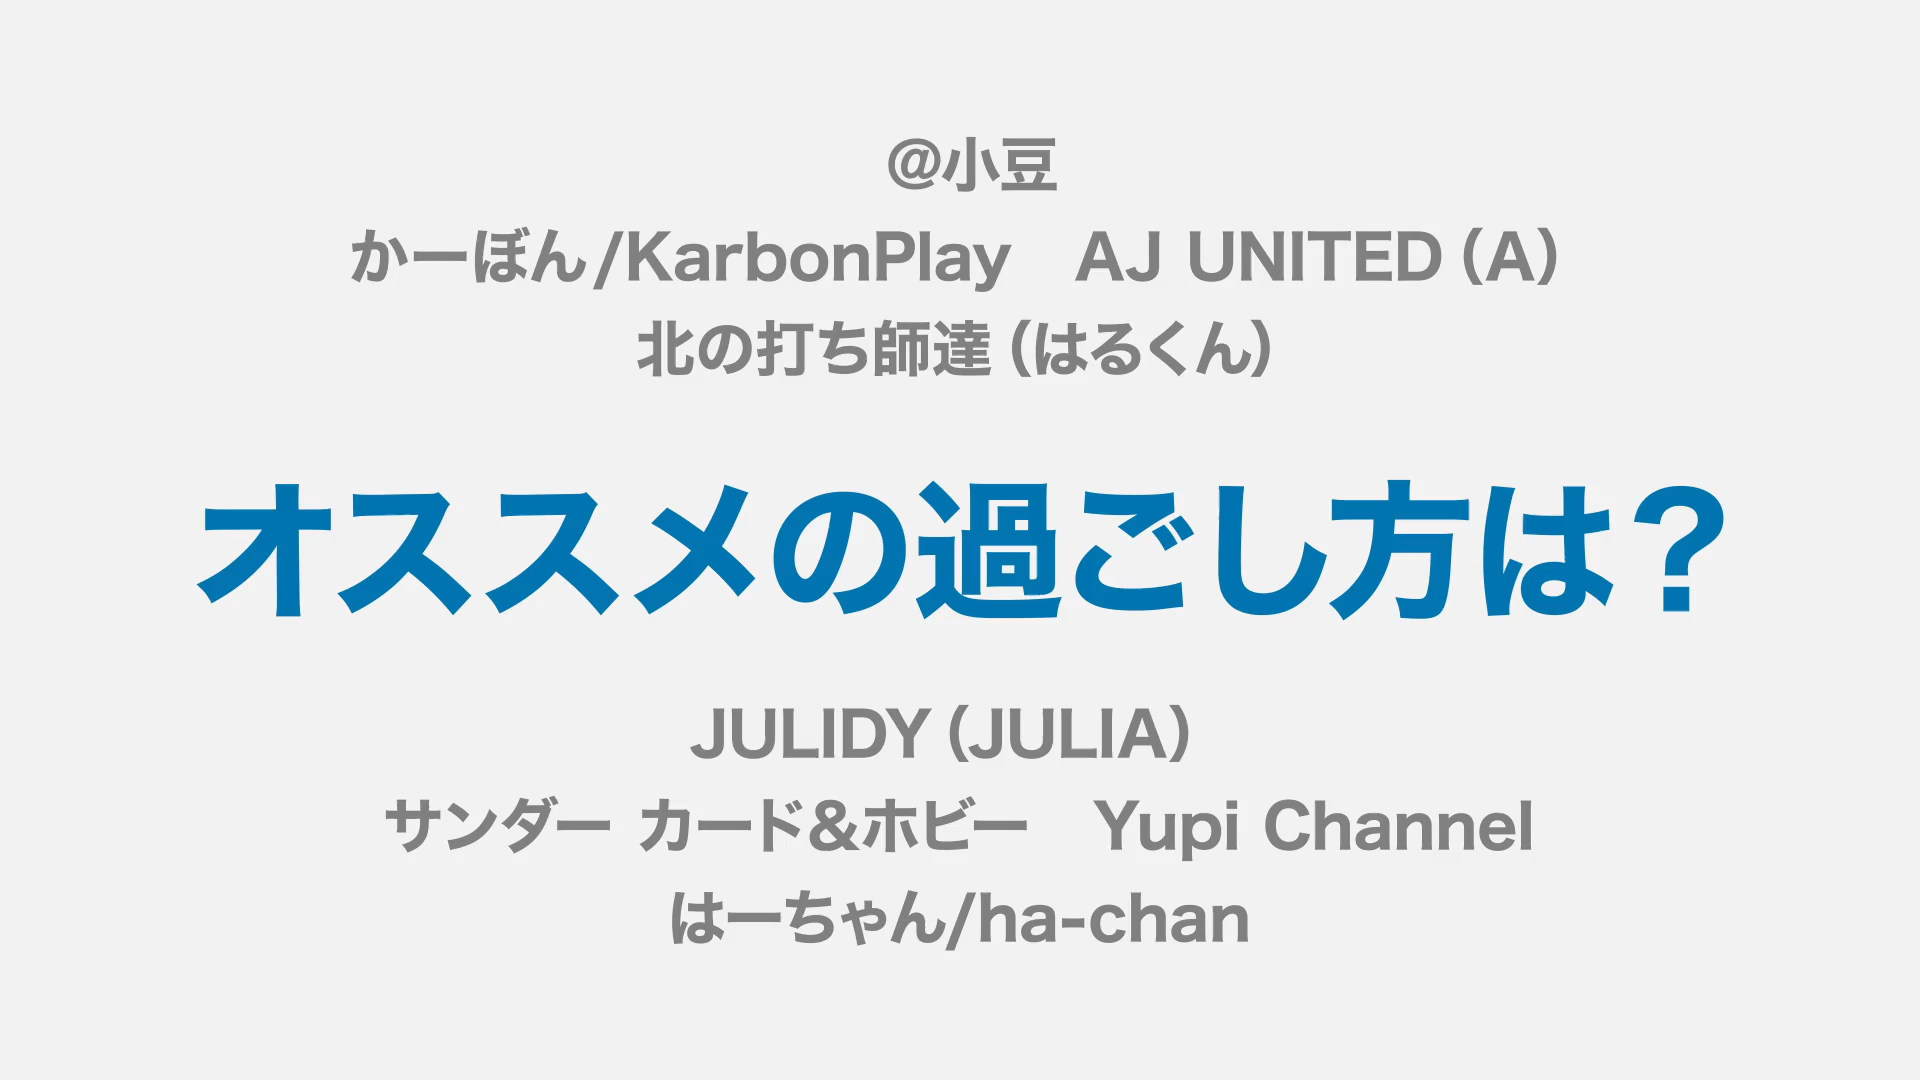 @小豆
かーぼん/KarbonPlay　AJ UNITED（A）
北の打ち師達（はるくん）
オススメの過ごし方は？
JULIDY（JULIA）
サンダー カード&ホビー　Yupi Channel
はーちゃん/ha-chan